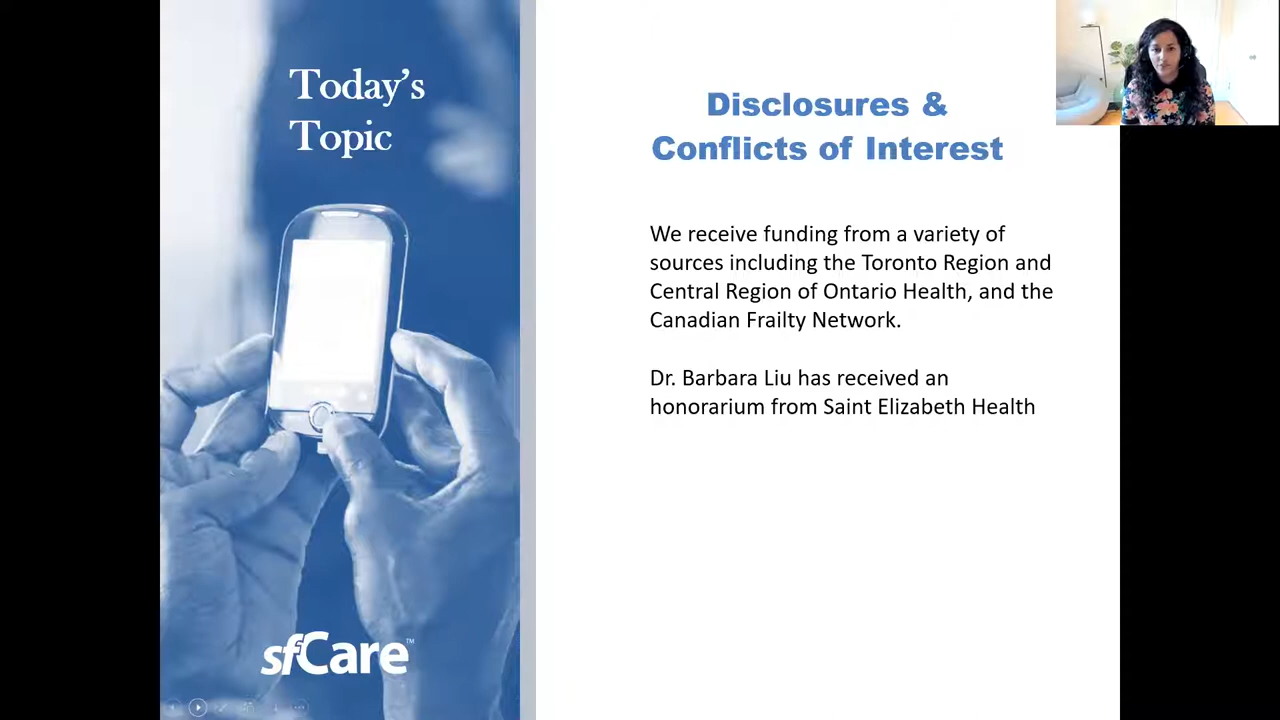 Today's
Topic
Disclosures &
Conflicts of Interest
We receive funding from a variety of
sources including the Toronto Region and
Central Region of Ontario Health, and the
Canadian Frailty Network.
Dr. Barbara Liu has received an
honorarium from Saint Elizabeth Health
sfCare™